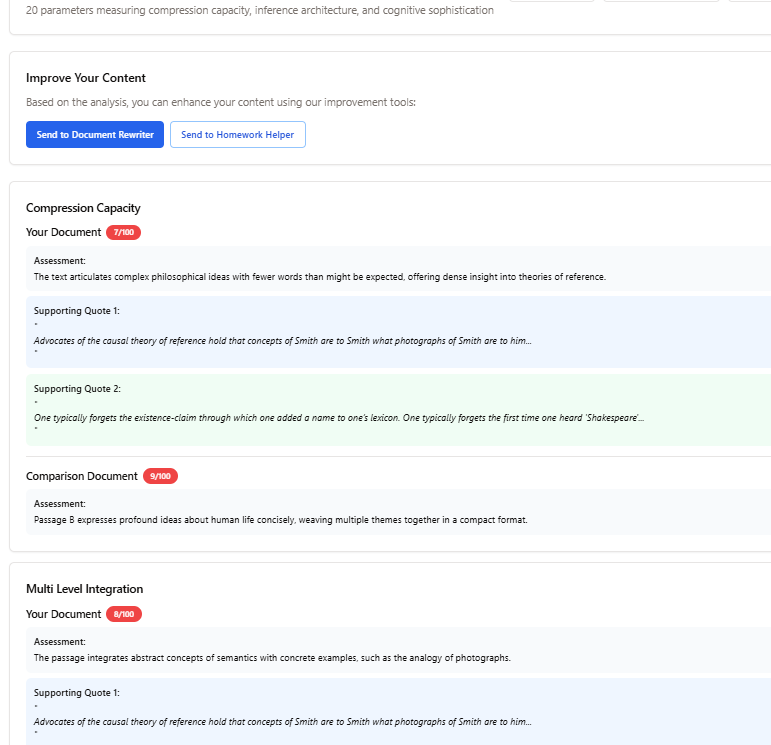 20 parameters measuring compression capacity, inference architecture, and cognitive sophistication
Improve Your Content
Based on the analysis, you can enhance your content using our improvement tools:
Send to Document Rewriter
Send to Homework Helper
Compression Capacity
Your Document 7/100
Assessment:
The text articulates complex philosophical ideas with fewer words than might be expected, offering dense insight into theories of reference.
Supporting Quote 1:
"
Advocates of the causal theory of reference hold that concepts of Smith are to Smith what photographs of Smith are to him...
"
Supporting Quote 2:
"
One typically forgets the existence-claim through which one added a name to one's lexicon. One typically forgets the first time one heard 'Shakespeare'...
"
Comparison Document 9/100
Assessment:
Passage B expresses profound ideas about human life concisely, weaving multiple themes together in a compact format.
Multi Level Integration
Your Document 8/100
Assessment:
The passage integrates abstract concepts of semantics with concrete examples, such as the analogy of photographs.
Supporting Quote 1:
"
Advocates of the causal theory of reference hold that concepts of Smith are to Smith what photographs of Smith are to him...
"